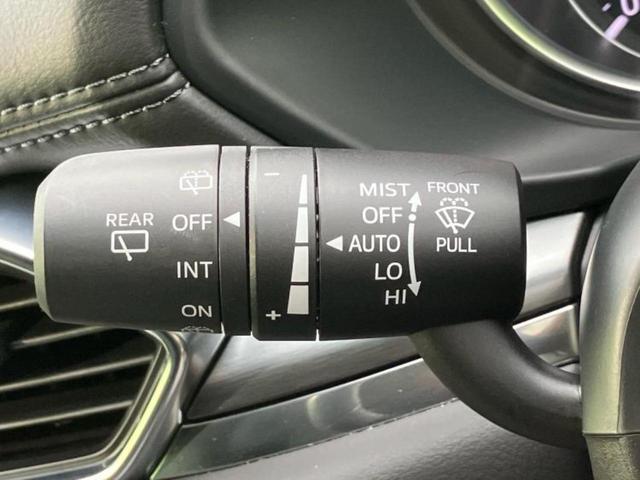 REAR
OFF
INT
ON
−
+
MIST
OFF
AUTO
LO
HI
FRONT
PULL